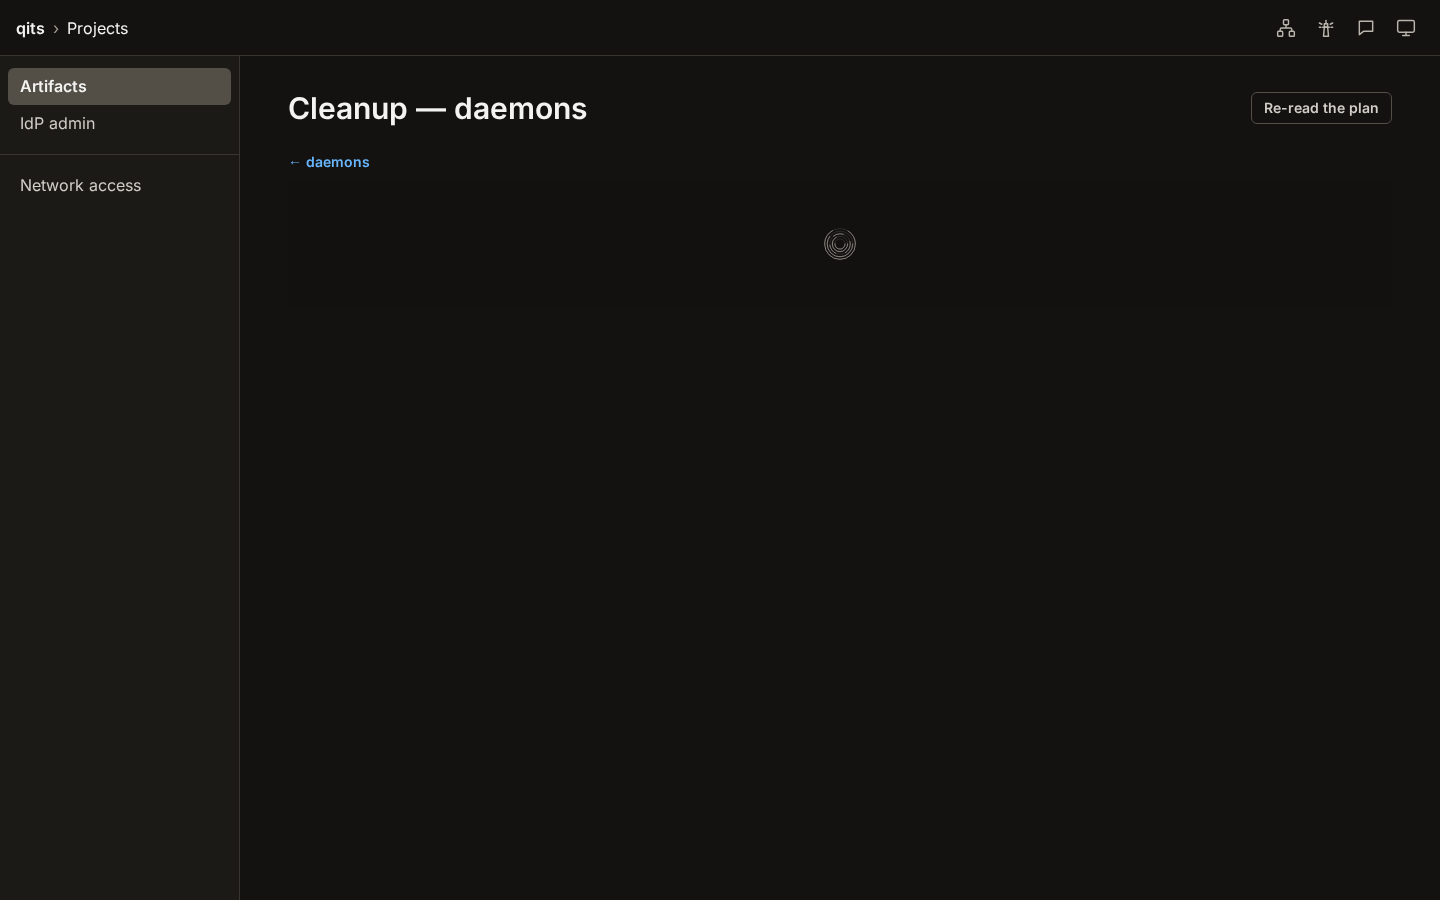 qits › Projects
Artifacts
IdP admin
Network access
Cleanup — daemons
Re-read the plan
← daemons